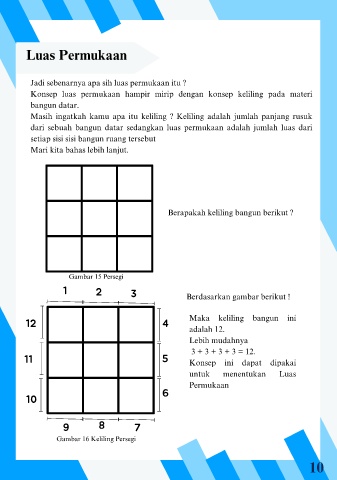 Luas Permukaan
Jadi sebenarnya apa sih luas permukaan itu ?
Konsep luas permukaan hampir mirip dengan konsep keliling pada materi
bangun datar.
Masih ingatkah kamu apa itu keliling ? Keliling adalah jumlah panjang rusuk
dari sebuah bangun datar sedangkan luas permukaan adalah jumlah luas dari
setiap sisi sisi bangun ruang tersebut
Mari kita bahas lebih lanjut.
Berapakah keliling bangun berikut ?
Gambar 15 Persegi
1 2 3
Berdasarkan gambar berikut !
12 4
Maka keliling bangun ini
adalah 12.
Lebih mudahnya
3 + 3 + 3 + 3 = 12.
11 5
Konsep ini dapat dipakai
untuk menentukan Luas
Permukaan
10 6
9 8 7
Gambar 16 Keliling Persegi
10